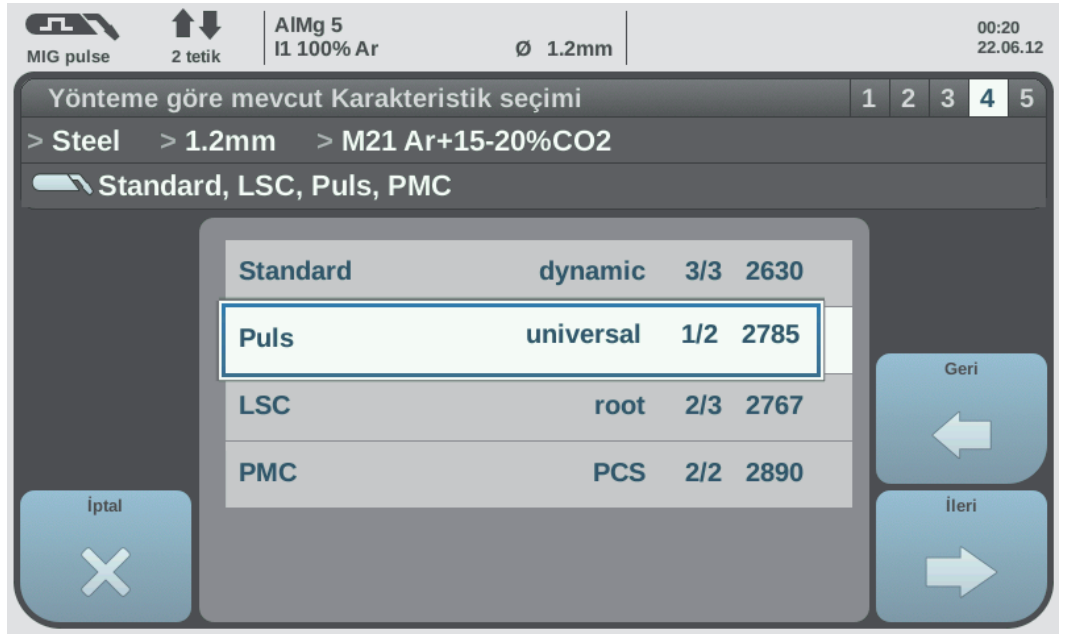 AlMg 5
00:20
MIG pulse 2 tetik I1 100% Ar Ø 1.2mm 22.06.12
Yönteme göre mevcut Karakteristik seçimi 1 2 3 4 5
> Steel > 1.2mm > M21 Ar+15-20%CO2
Standard, LSC, Puls, PMC
Standard dynamic 3/3 2630
Puls universal 1/2 2785
LSC root 2/3 2767
PMC PCS 2/2 2890
Geri
İptal
İleri